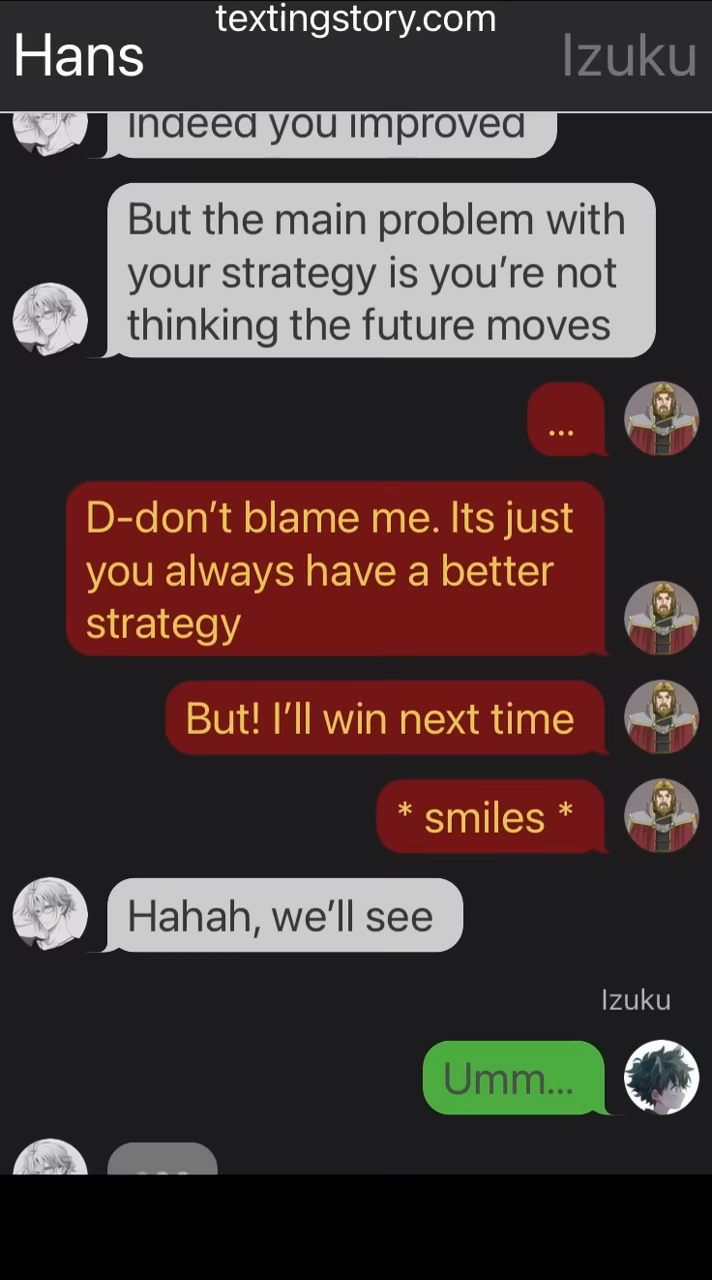 textingstory.com
Hans
Izuku
Indeed you improved
But the main problem with
your strategy is you’re not
thinking the future moves
...
D-don’t blame me. Its just
you always have a better
strategy
But! I’ll win next time
* smiles *
Hahah, we’ll see
Izuku
Umm...